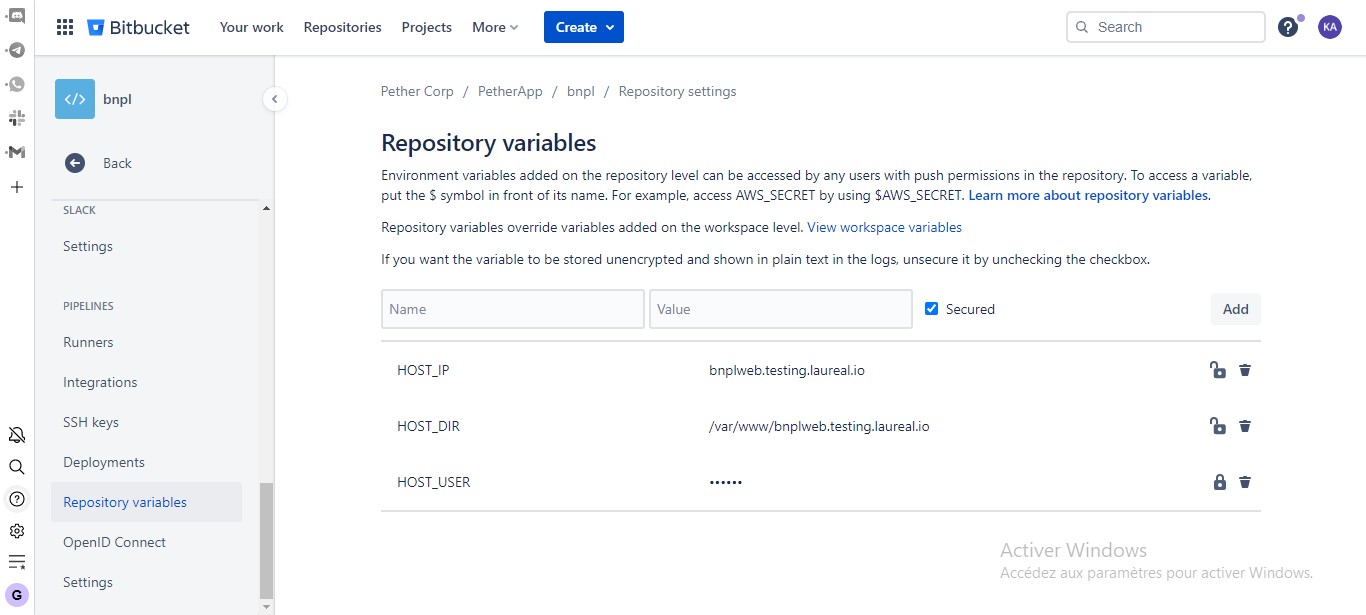 Bitbucket Your work Repositories Projects More Create Search ? KA
</> bnpl
Back
SLACK
Settings
PIPELINES
Runners
Integrations
SSH keys
Deployments
Repository variables
OpenID Connect
Settings
G
Pether Corp / PetherApp / bnpl / Repository settings
Repository variables
Environment variables added on the repository level can be accessed by any users with push permissions in the repository. To access a variable,
put the $ symbol in front of its name. For example, access AWS_SECRET by using $AWS_SECRET. Learn more about repository variables.
Repository variables override variables added on the workspace level. View workspace variables
If you want the variable to be stored unencrypted and shown in plain text in the logs, unsecure it by unchecking the checkbox.
Name Value Secured Add
HOST_IP bnplweb.testing.laureal.io
HOST_DIR /var/www/bnplweb.testing.laureal.io
HOST_USER ••••••
Activer Windows
Accédez aux paramètres pour activer Windows.